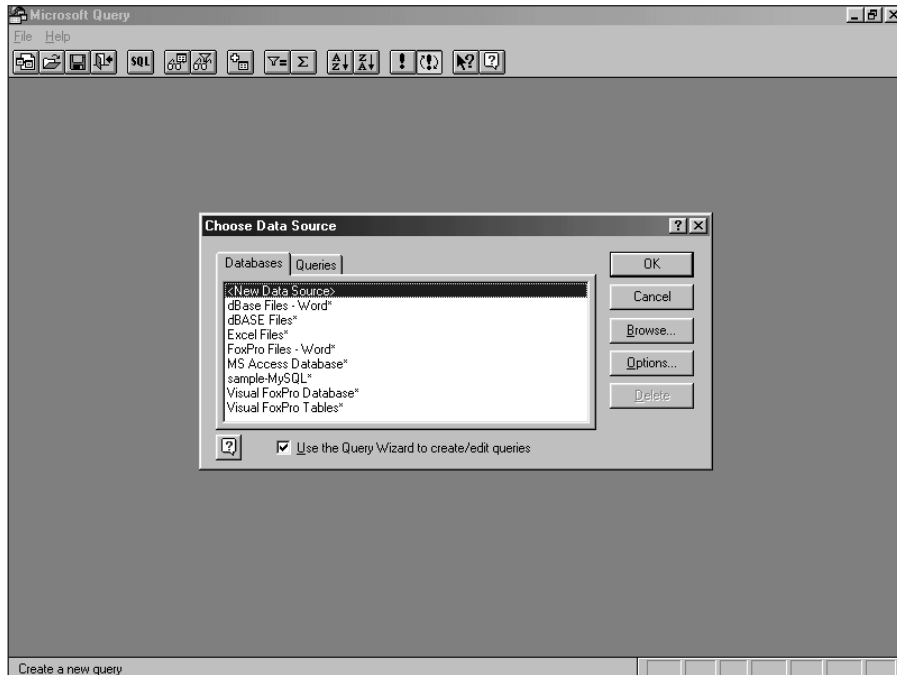 Microsoft Query
File Help
SQL
Choose Data Source
Databases Queries
<New Data Source>
dBase Files - Word*
dBASE Files*
Excel Files*
FoxPro Files - Word*
MS Access Database*
sample-MySQL*
Visual FoxPro Database*
Visual FoxPro Tables*
OK
Cancel
Browse...
Options...
Delete
Use the Query Wizard to create/edit queries
Create a new query